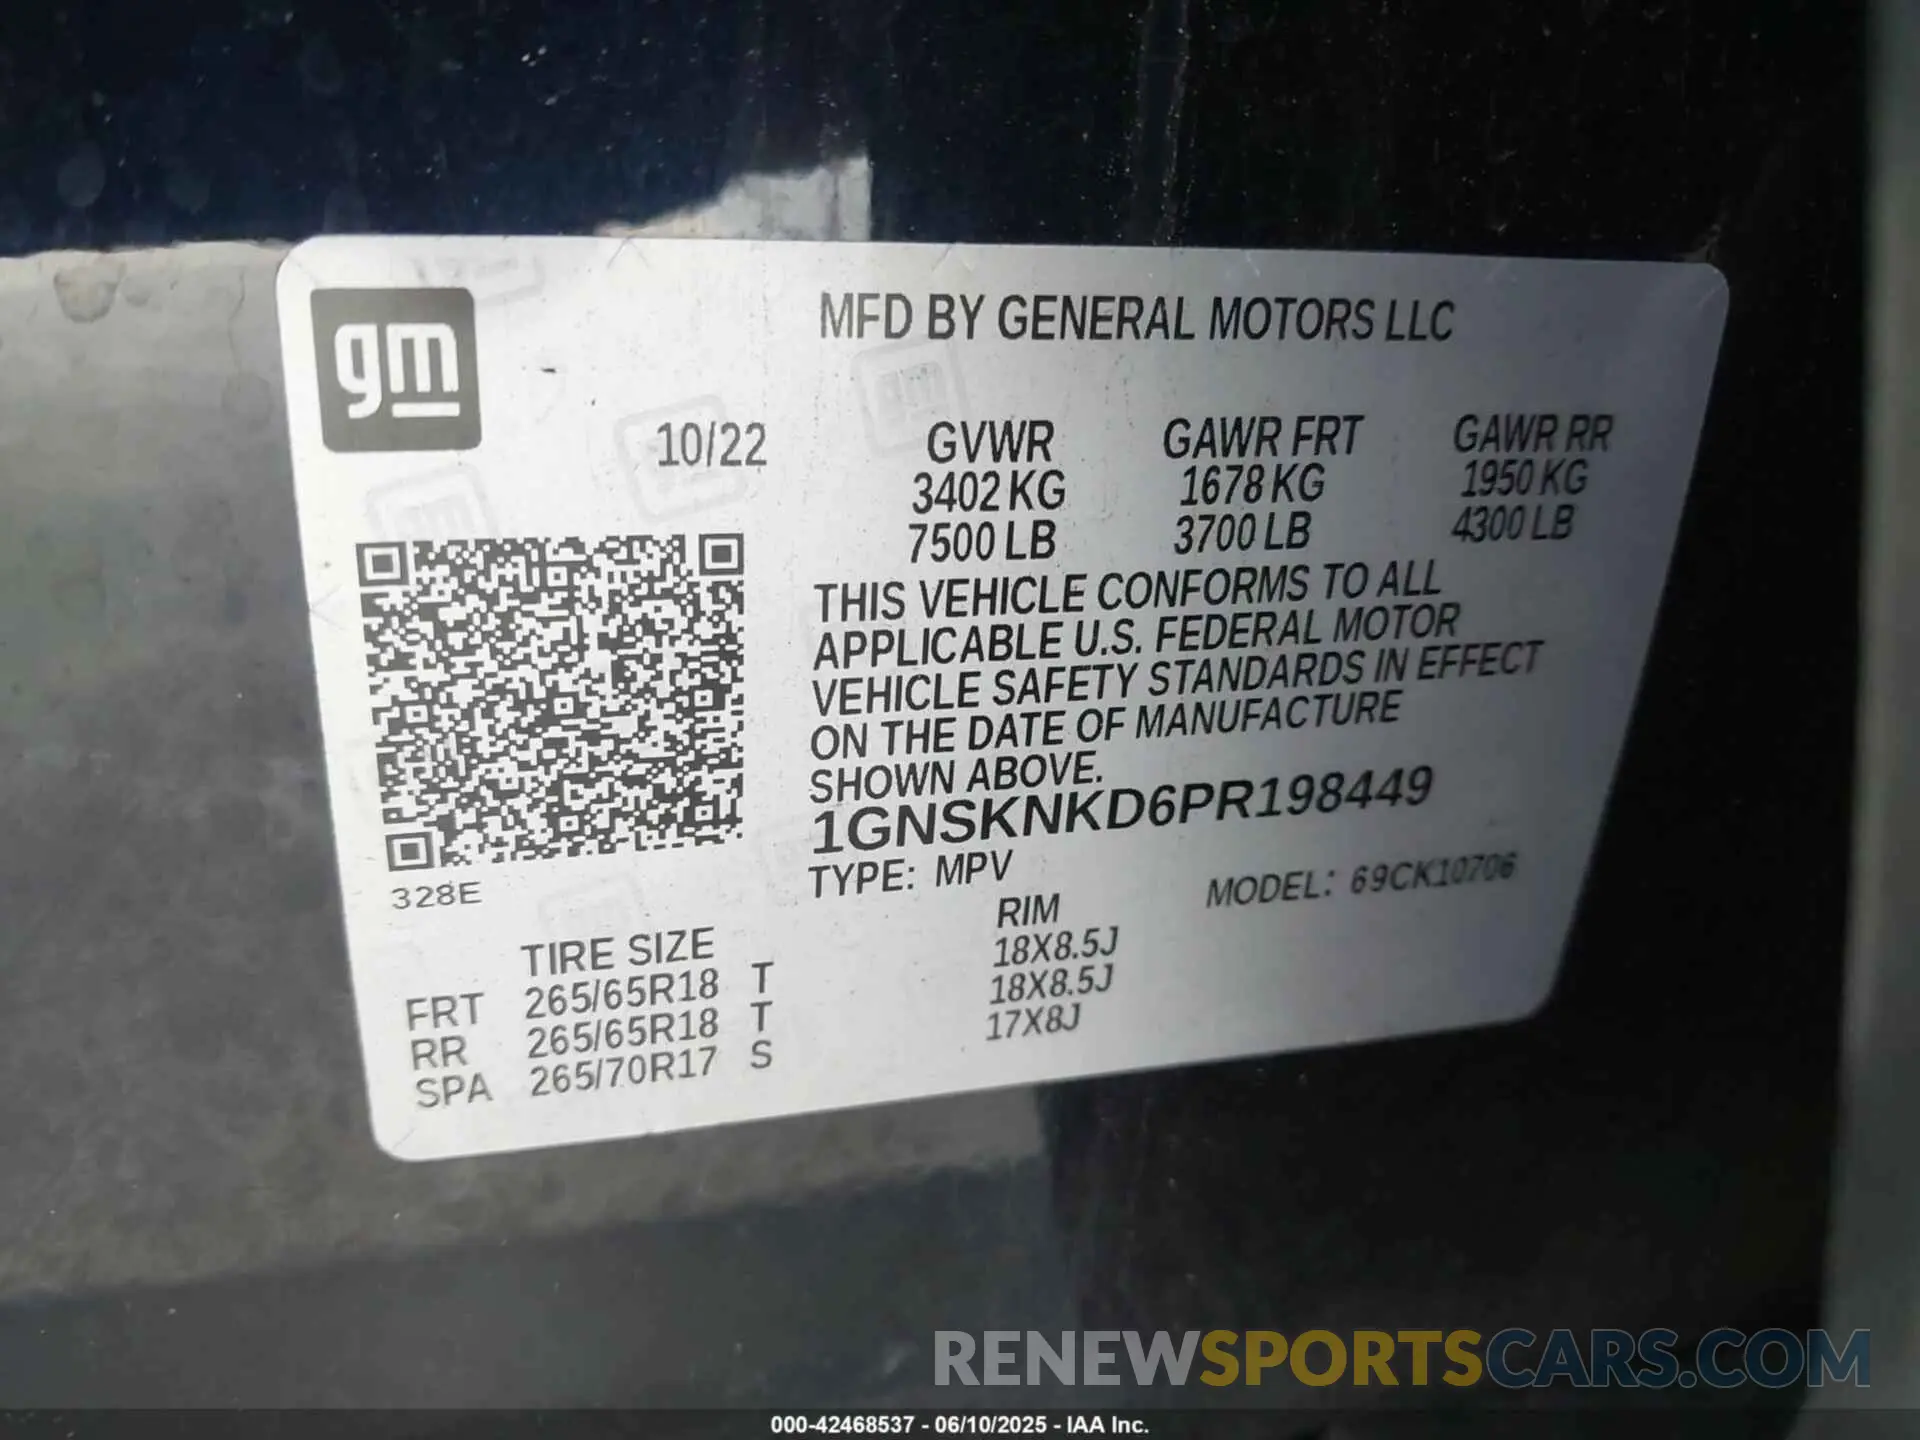 gm
MFD BY GENERAL MOTORS LLC
10/22
GVWR GAWR FRT GAWR RR
3402 KG 1678 KG 1950 KG
7500 LB 3700 LB 4300 LB
THIS VEHICLE CONFORMS TO ALL
APPLICABLE U.S. FEDERAL MOTOR
VEHICLE SAFETY STANDARDS IN EFFECT
ON THE DATE OF MANUFACTURE
SHOWN ABOVE.
1GNSKNKD6PR198449
TYPE: MPV MODEL: 69CK10706
328E
TIRE SIZE RIM
FRT 265/65R18 T 18X8.5J
RR 265/65R18 T 18X8.5J
SPA 265/70R17 S 17X8J
RENEWSPORTSCARS.COM
000-42468537 - 06/10/2025 - IAA Inc.